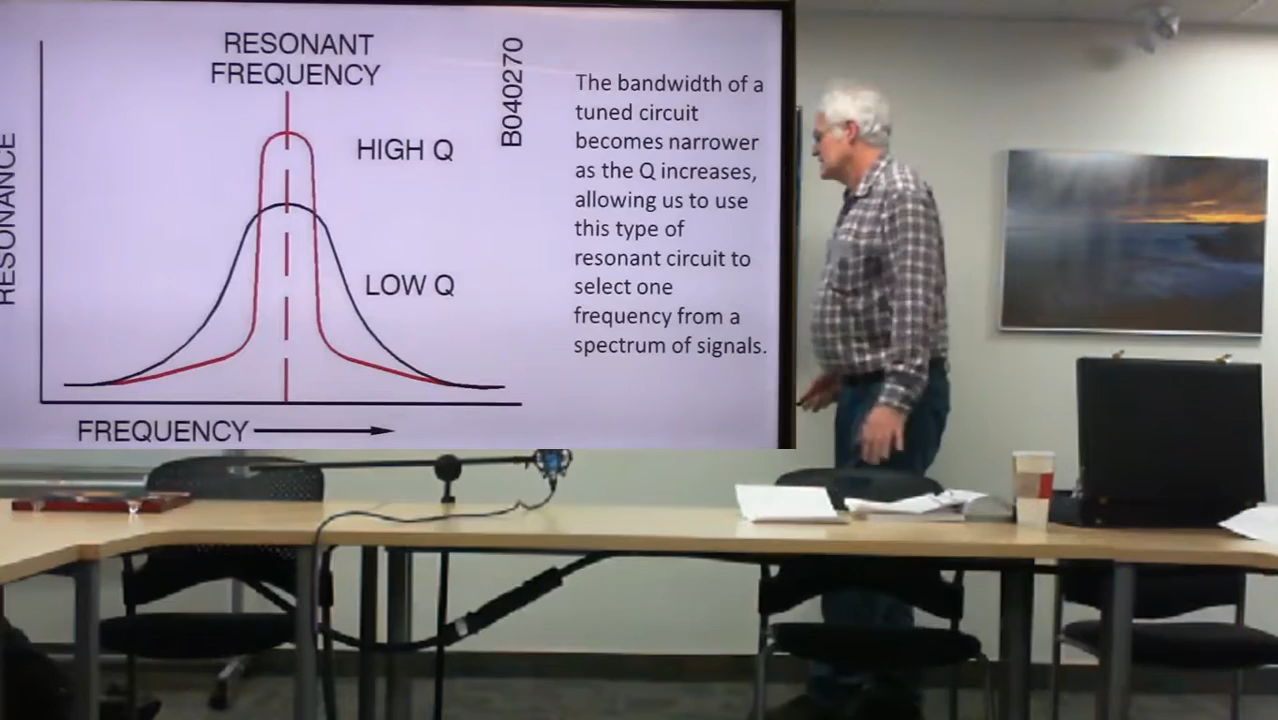 RESONANT
FREQUENCY
B040270
HIGH Q
LOW Q
RESONANCE
FREQUENCY
The bandwidth of a
tuned circuit
becomes narrower
as the Q increases,
allowing us to use
this type of
resonant circuit to
select one
frequency from a
spectrum of signals.